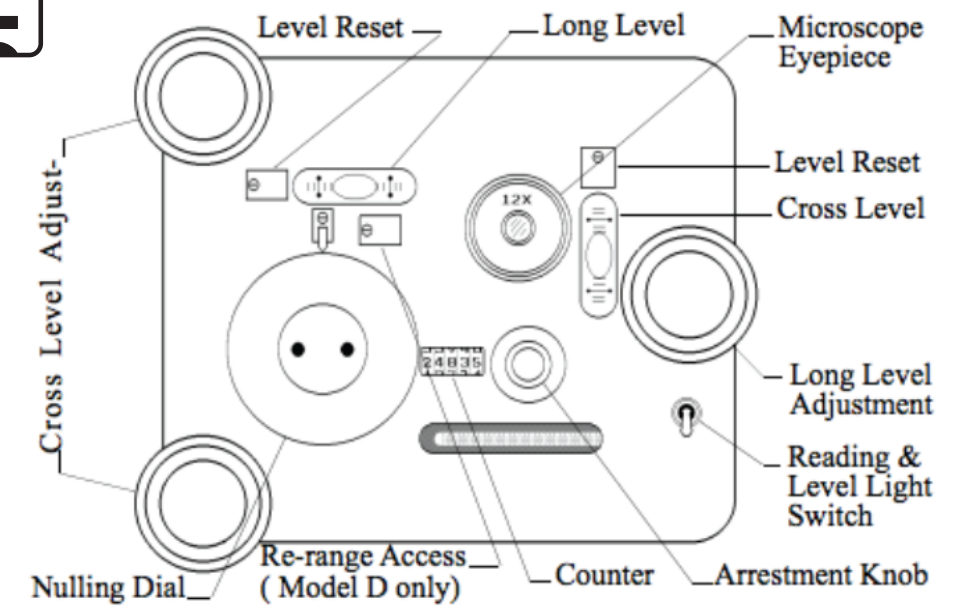 Level Reset
Long Level
Microscope
Eyepiece
12X
Level Reset
Cross Level
Cross Level Adjust-
24835
Long Level
Adjustment
Reading &
Level Light
Switch
Re-range Access
( Model D only)
Nulling Dial
Counter
Arrestment Knob